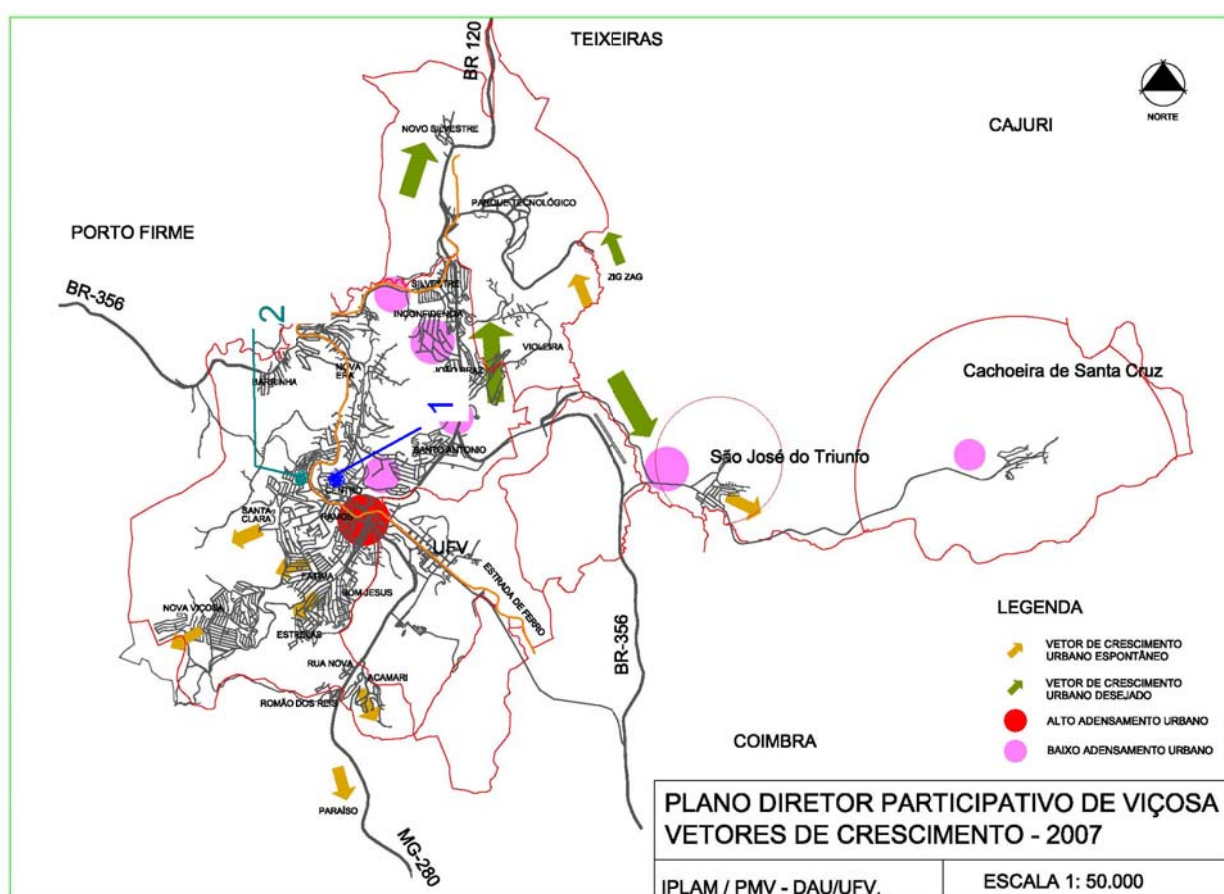 TEIXEIRAS
BR 120
NORTE
CAJURI
NOVO SILVESTRE
PARQUE TECNOLÓGICO
PORTO FIRME
ZIG ZAG
BR-356
SILVESTRE
INCONFIDENCIA
2
VIOLEIRA
NOVA ERA
JOÃO BRAZ
BARRINHA
Cachoeira de Santa Cruz
1
SANTO ANTONIO
São José do Triunfo
CENTRO
SANTA
CLARA
RAMOS
UFV
FATIMA
ESTRADA DE FERRO
BOM JESUS
NOVA VIÇOSA
ESTRELAS
BR-356
RUA NOVA
ACAMARI
ROMÃO DOS REIS
COIMBRA
PARAÍSO
MG-280
LEGENDA
VETOR DE CRESCIMENTO
URBANO ESPONTÂNEO
VETOR DE CRESCIMENTO
URBANO DESEJADO
ALTO ADENSAMENTO URBANO
BAIXO ADENSAMENTO URBANO
PLANO DIRETOR PARTICIPATIVO DE VIÇOSA
VETORES DE CRESCIMENTO - 2007
IPLAM / PMV - DAU/UFV.
ESCALA 1: 50.000